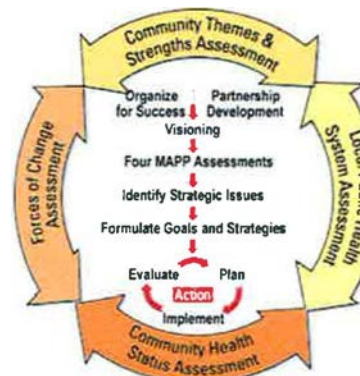 Community Themes &
Strengths Assessment
Organize
for Success
Partnership
Development
Visioning
Four MAPP Assessments
Identify Strategic Issues
Formulate Goals and Strategies
Evaluate
Plan
Action
Implement
Forces of Change
Assessment
Health
System Assessment
Community Health
Status Assessment